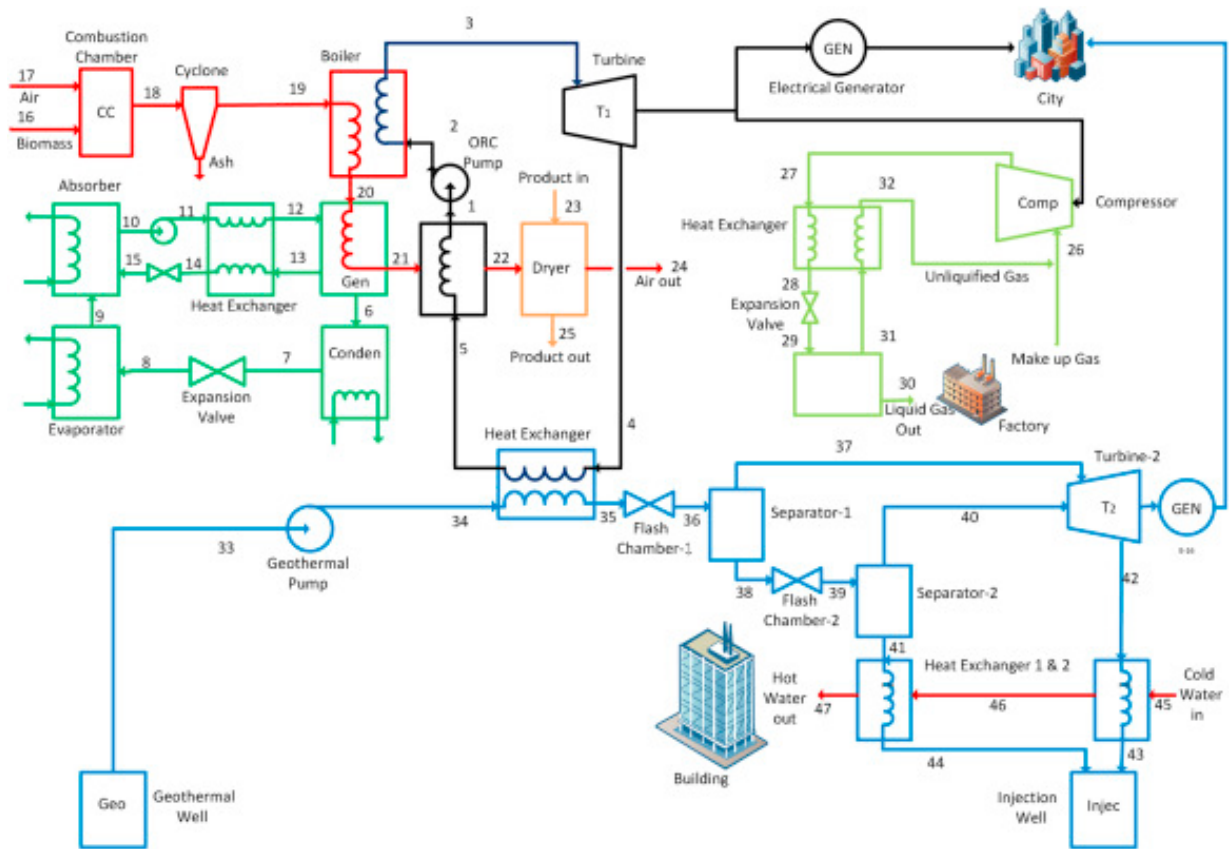 Combustion
Chamber
17
Air
16
Biomass
CC
18
Cyclone
Ash
19
Boiler
3
Turbine
T1
GEN
Electrical Generator
City
2
ORC
Pump
20
1
Product in
23
Absorber
10
11
12
15
14
13
Heat Exchanger
Gen
21
22
Dryer
24
Air out
25
Product out
9
6
5
Conden
8
7
Expansion
Valve
Evaporator
27
32
Comp
Compressor
Heat
Exchanger
26
Unliquified Gas
28
Expansion
Valve
29
31
Make up Gas
30
Liquid Gas
Out
Factory
4
Heat Exchanger
37
Turbine-2
T2
GEN
34
35
36
Flash
Chamber-1
Separator-1
40
33
Geothermal
Pump
38
39
Flash
Chamber-2
Separator-2
42
41
Heat Exchanger 1 & 2
Hot
Water
out
47
46
45
Cold
Water
in
44
43
Building
Geo
Geothermal
Well
Injection
Well
Injec